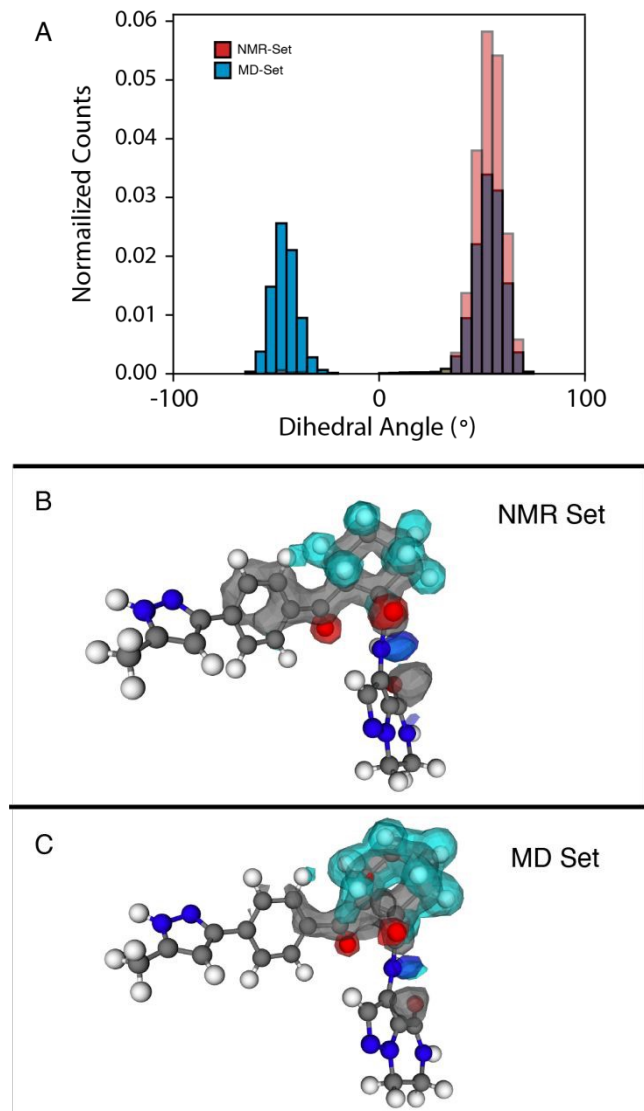 A
0.06
0.05
0.04
0.03
0.02
0.01
0.00
Normailized Counts
NMR-Set
MD-Set
-100
0
100
Dihedral Angle (°)
B
NMR Set
C
MD Set